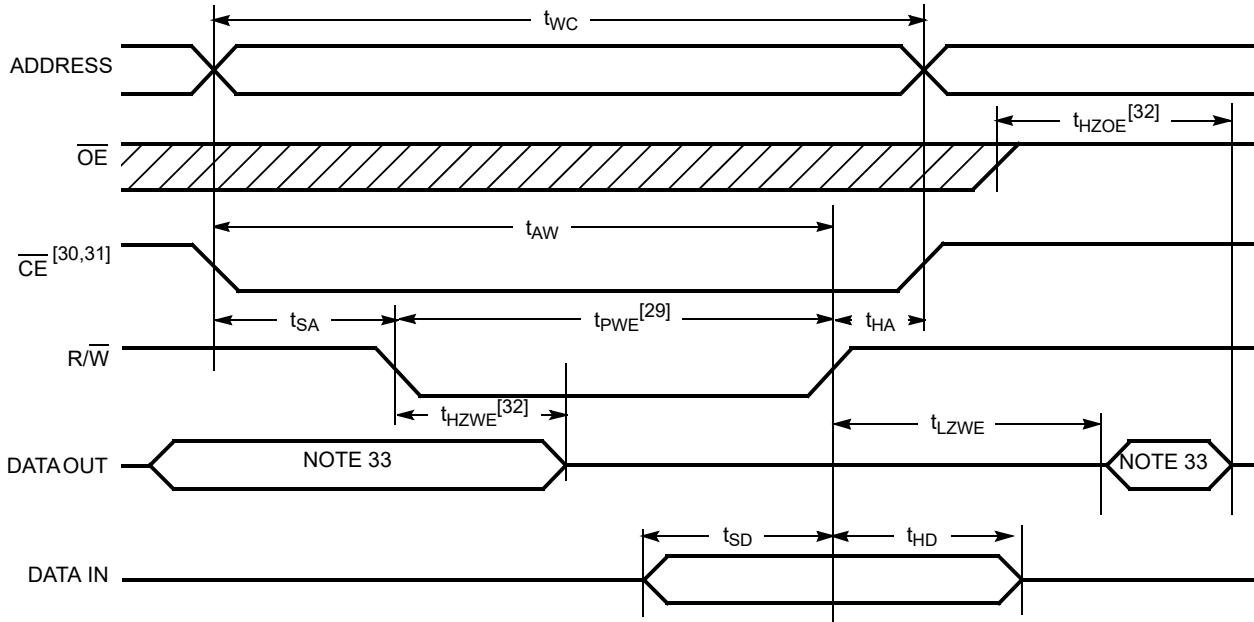 tWC
ADDRESS
tHZOE[32]
OE
tAW
CE [30,31]
tSA
tPWE[29]
tHA
R/W
tHZWE[32]
tLZWE
DATA OUT
NOTE 33
NOTE 33
tSD
tHD
DATA IN